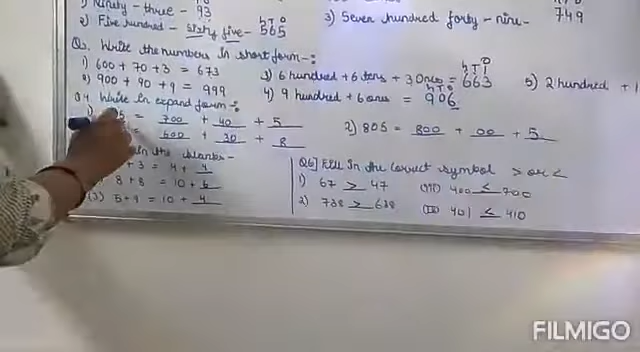 1) Ninety-three- 93
2) Five hundred - sixty five- 565
3) Seven hundred forty-nine- 749
Q3. Write the numbers in short form-:
1) 600 + 70 + 3 = 673
2) 900 + 90 + 9 = 999
3) 6 hundred + 6 tens + 3 Ones = 663
4) 9 hundred + 6 ones = 906
5) 2 hundred + 1
Q4. Write in expand form-:
5 = 700 + 40 + 5
= 600 + 30 + 8
2) 805 = 800 + 00 + 5
in the blanks-
+ 3 = 4 + 4
8 + 8 = 10 + 6
(3) 5+9 = 10 + 4
Q6] Fill In the correct symbol > or <
1) 67 > 47
2) 738 > 638
(III) 400 < 700
401 < 410
FILMIGO